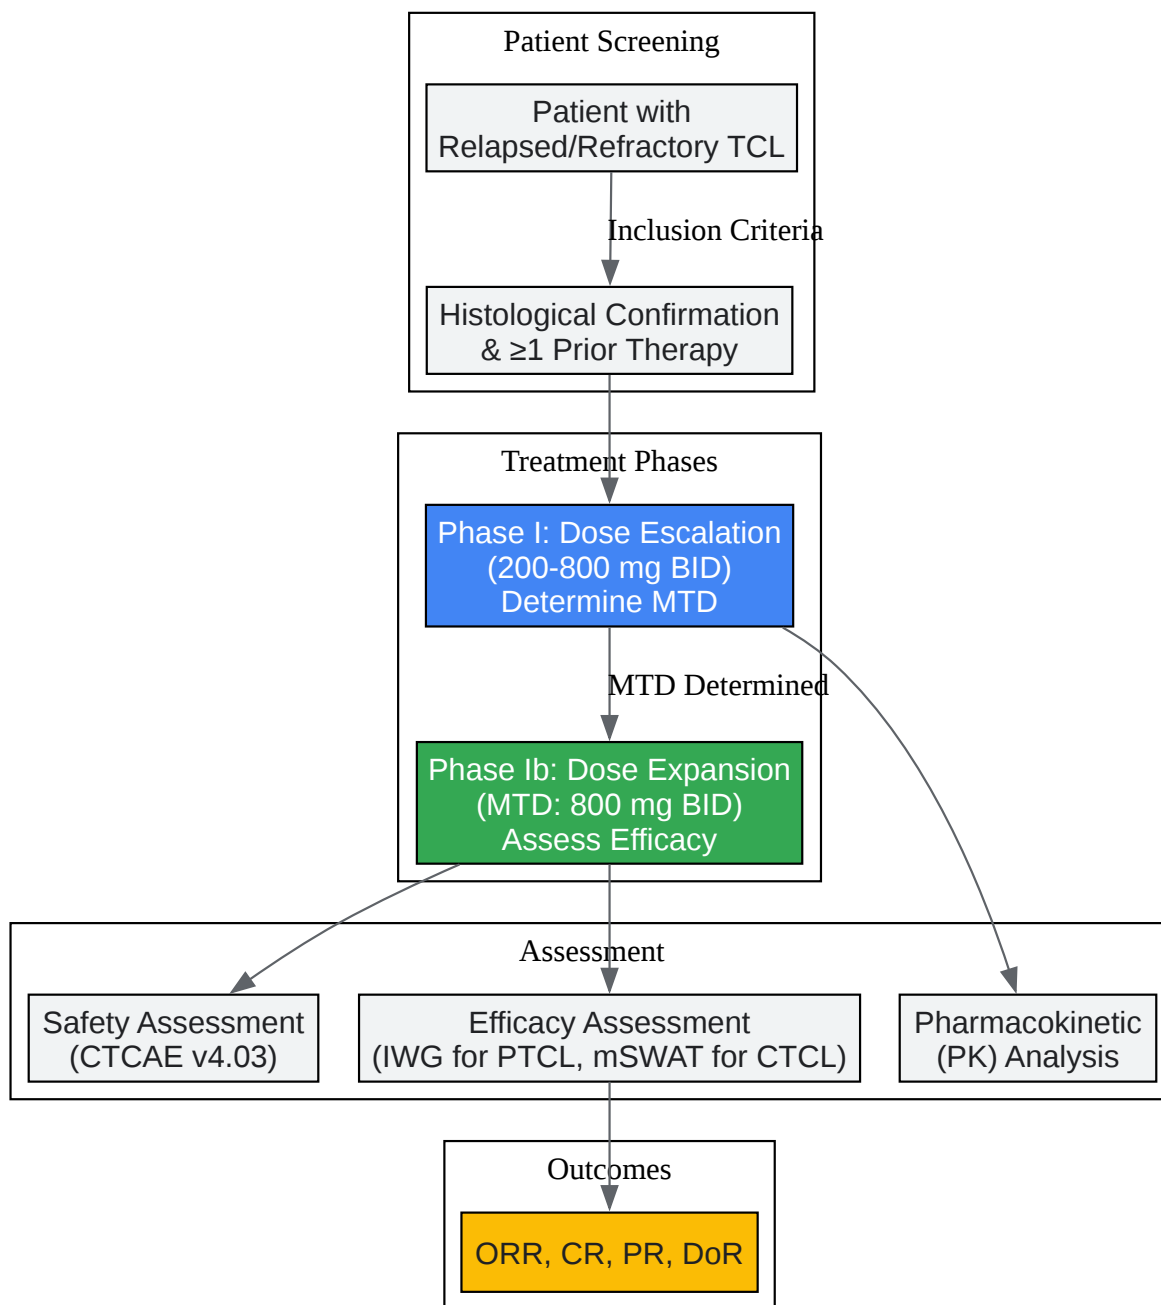 Patient Screening
Patient with
Relapsed/Refractory TCL
Inclusion Criteria
Histological Confirmation
& ≥1 Prior Therapy
Treatment Phases
Phase I: Dose Escalation
(200-800 mg BID)
Determine MTD
MTD Determined
Phase Ib: Dose Expansion
(MTD: 800 mg BID)
Assess Efficacy
Assessment
Safety Assessment
(CTCAE v4.03)
Efficacy Assessment
(IWG for PTCL, mSWAT for CTCL)
Pharmacokinetic
(PK) Analysis
Outcomes
ORR, CR, PR, DoR